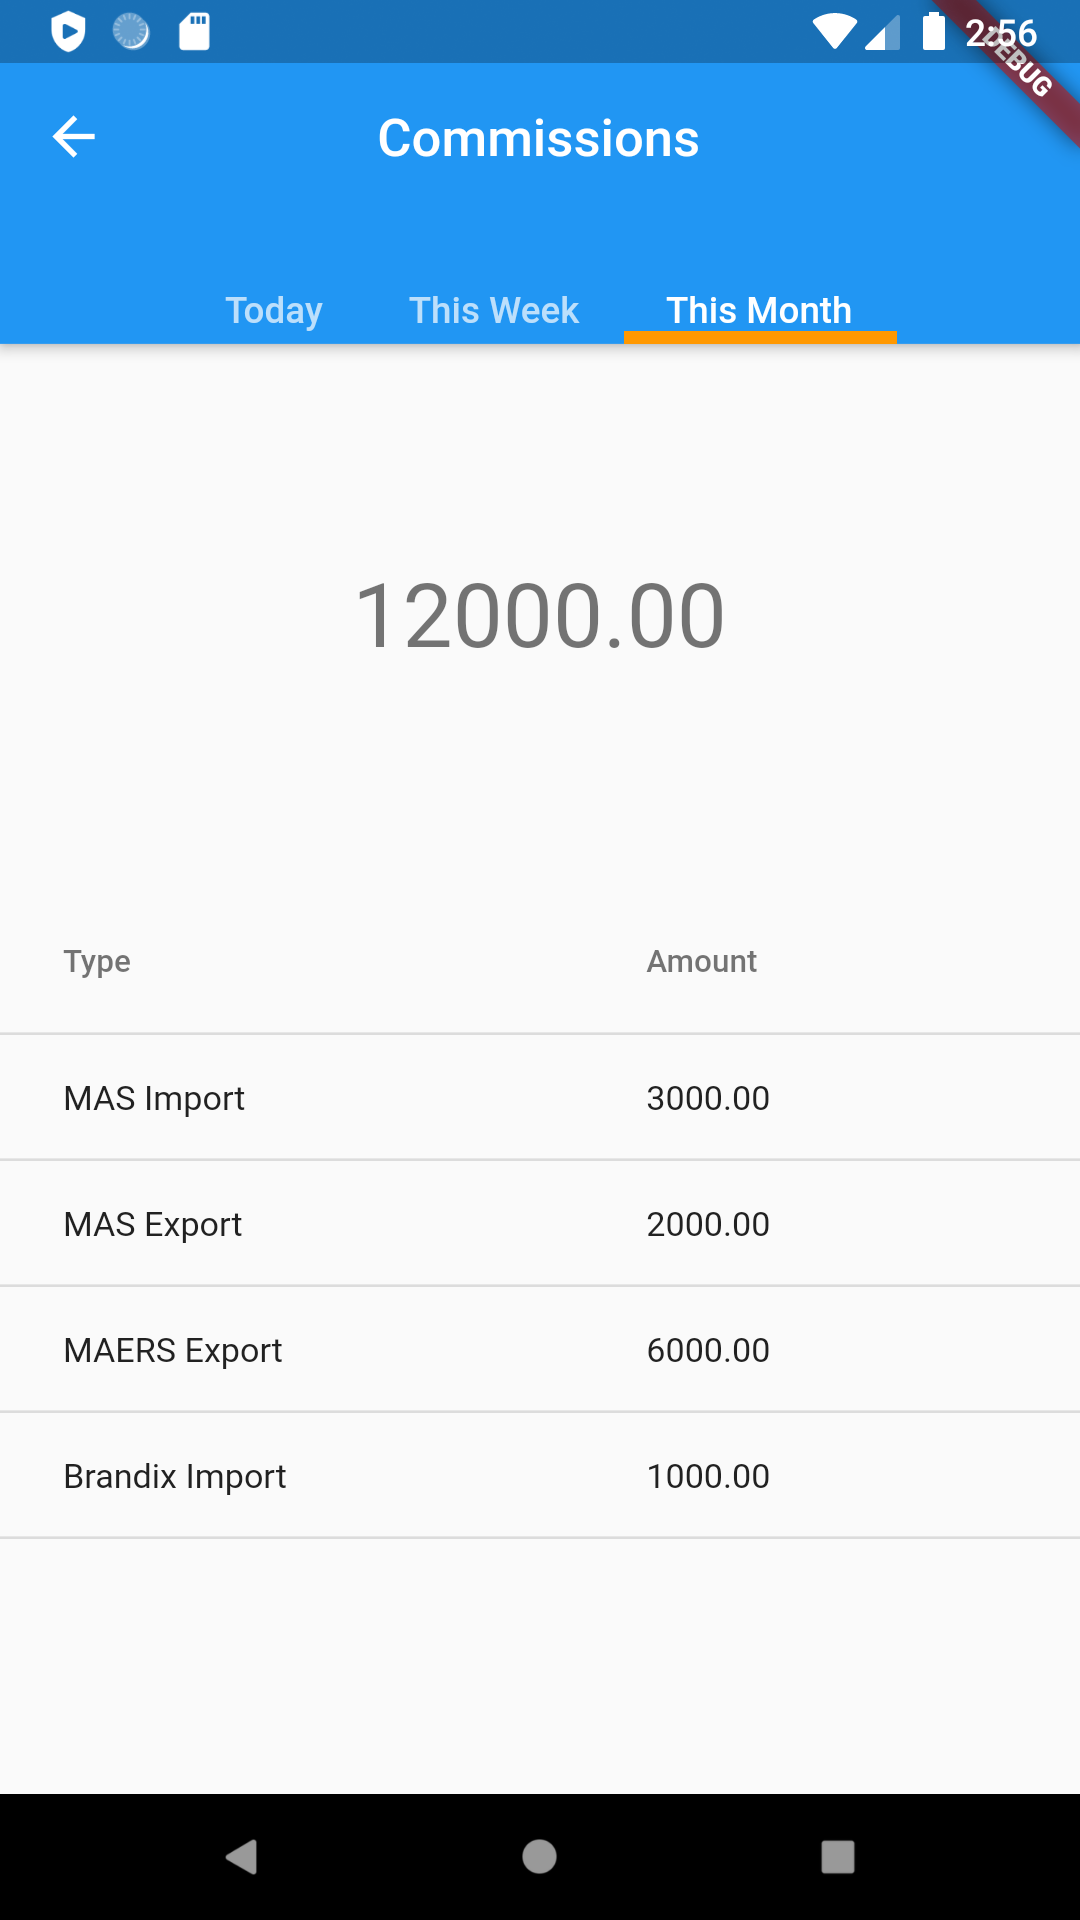 2:56
DEBUG
Commissions
Today This Week This Month
12000.00
Type Amount
MAS Import 3000.00
MAS Export 2000.00
MAERS Export 6000.00
Brandix Import 1000.00